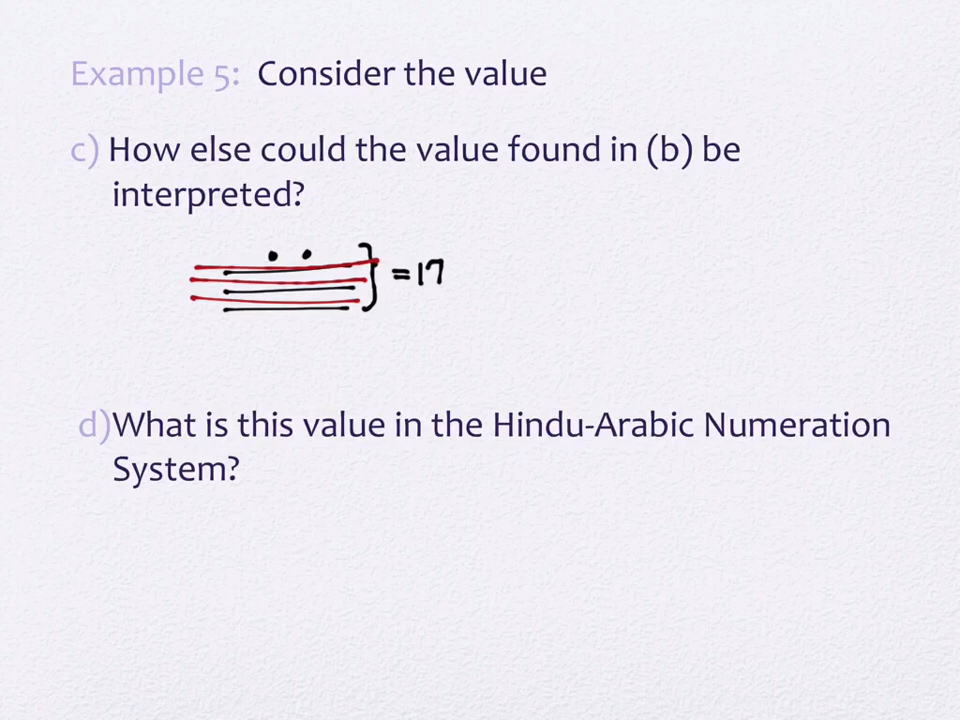 Example 5: Consider the value
c) How else could the value found in (b) be
interpreted?
= 17
d)What is this value in the Hindu-Arabic Numeration
System?